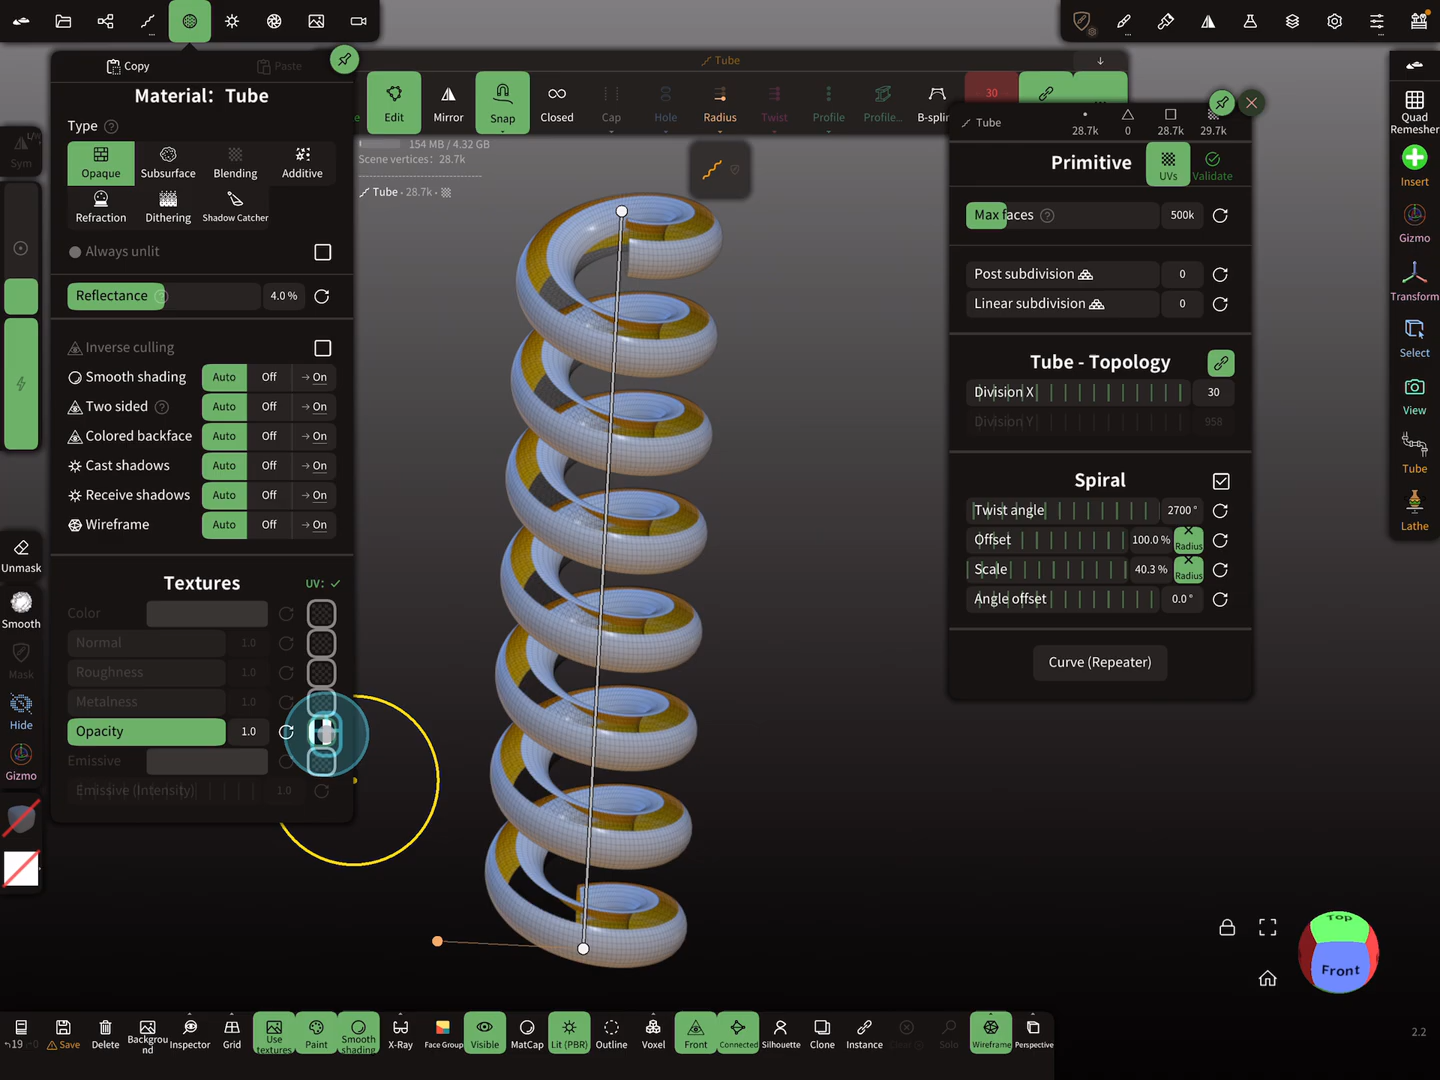 Copy
Paste
Material: Tube
Type
Opaque
Subsurface
Blending
Additive
Refraction
Dithering
Shadow Catcher
Always unlit
Reflectance
4.0 %
Inverse culling
Smooth shading
Auto
Off
On
Two sided
Auto
Off
On
Colored backface
Auto
Off
On
Cast shadows
Auto
Off
On
Receive shadows
Auto
Off
On
Wireframe
Auto
Off
On
Textures
UV:
Color
Normal
1.0
Roughness
1.0
Metalness
1.0
Opacity
1.0
Emissive
Emissive (Intensity)
1.0
Sym
Unmask
Smooth
Mask
Hide
Gizmo
Tube
Edit
Mirror
Snap
Closed
Cap
Hole
Radius
Twist
Profile
Profile...
B-splin
30
154 MB / 4.32 GB
Scene vertices: 28.7k
Tube · 28.7k ·
Tube
28.7k
0
28.7k
29.7k
Primitive
UVs
Validate
Max faces
500k
Post subdivision
0
Linear subdivision
0
Tube - Topology
Division X
30
Division Y
958
Spiral
Twist angle
2700 °
Offset
100.0 %
Radius
Scale
40.3 %
Radius
Angle offset
0.0 °
Curve (Repeater)
Quad
Remesher
Insert
Gizmo
Transform
Select
View
Tube
Lathe
Top
Front
19
0
Save
Delete
Backgrou
nd
Inspector
Grid
Use
textures
Paint
Smooth
shading
X-Ray
Face Group
Visible
MatCap
Lit (PBR)
Outline
Voxel
Front
Connected
Silhouette
Clone
Instance
Solo
Wireframe
Perspective
2.2